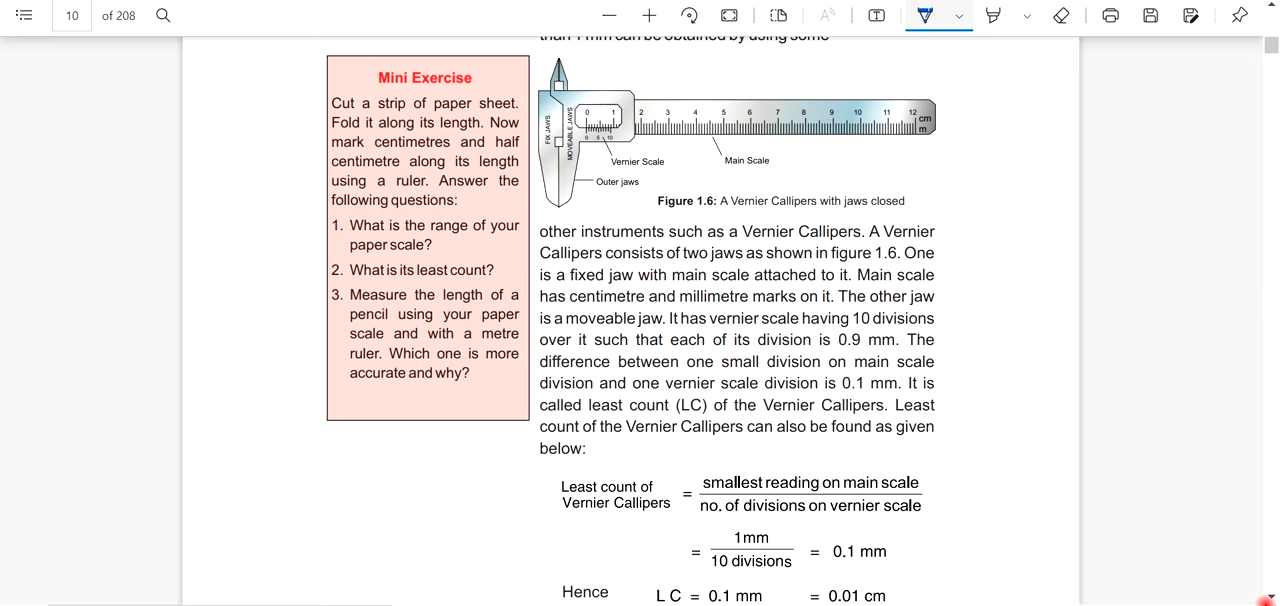 10 of 208
than 1 mm can be obtained by using some
Mini Exercise
Cut a strip of paper sheet.
Fold it along its length. Now
mark centimetres and half
centimetre along its length
using a ruler. Answer the
following questions:
1. What is the range of your
paper scale?
2. What is its least count?
3. Measure the length of a
pencil using your paper
scale and with a metre
ruler. Which one is more
accurate and why?
FIX JAWS
MOVEABLE JAWS
0 1 2 3 4 5 6 7 8 9 10 11 12 cm
m
0 5 10
Vernier Scale
Main Scale
Outer jaws
Figure 1.6: A Vernier Callipers with jaws closed
other instruments such as a Vernier Callipers. A Vernier
Callipers consists of two jaws as shown in figure 1.6. One
is a fixed jaw with main scale attached to it. Main scale
has centimetre and millimetre marks on it. The other jaw
is a moveable jaw. It has vernier scale having 10 divisions
over it such that each of its division is 0.9 mm. The
difference between one small division on main scale
division and one vernier scale division is 0.1 mm. It is
called least count (LC) of the Vernier Callipers. Least
count of the Vernier Callipers can also be found as given
below:
Least count of
Vernier Callipers
= smallest reading on main scale
no. of divisions on vernier scale
= 1mm
10 divisions
= 0.1 mm
Hence L C = 0.1 mm = 0.01 cm